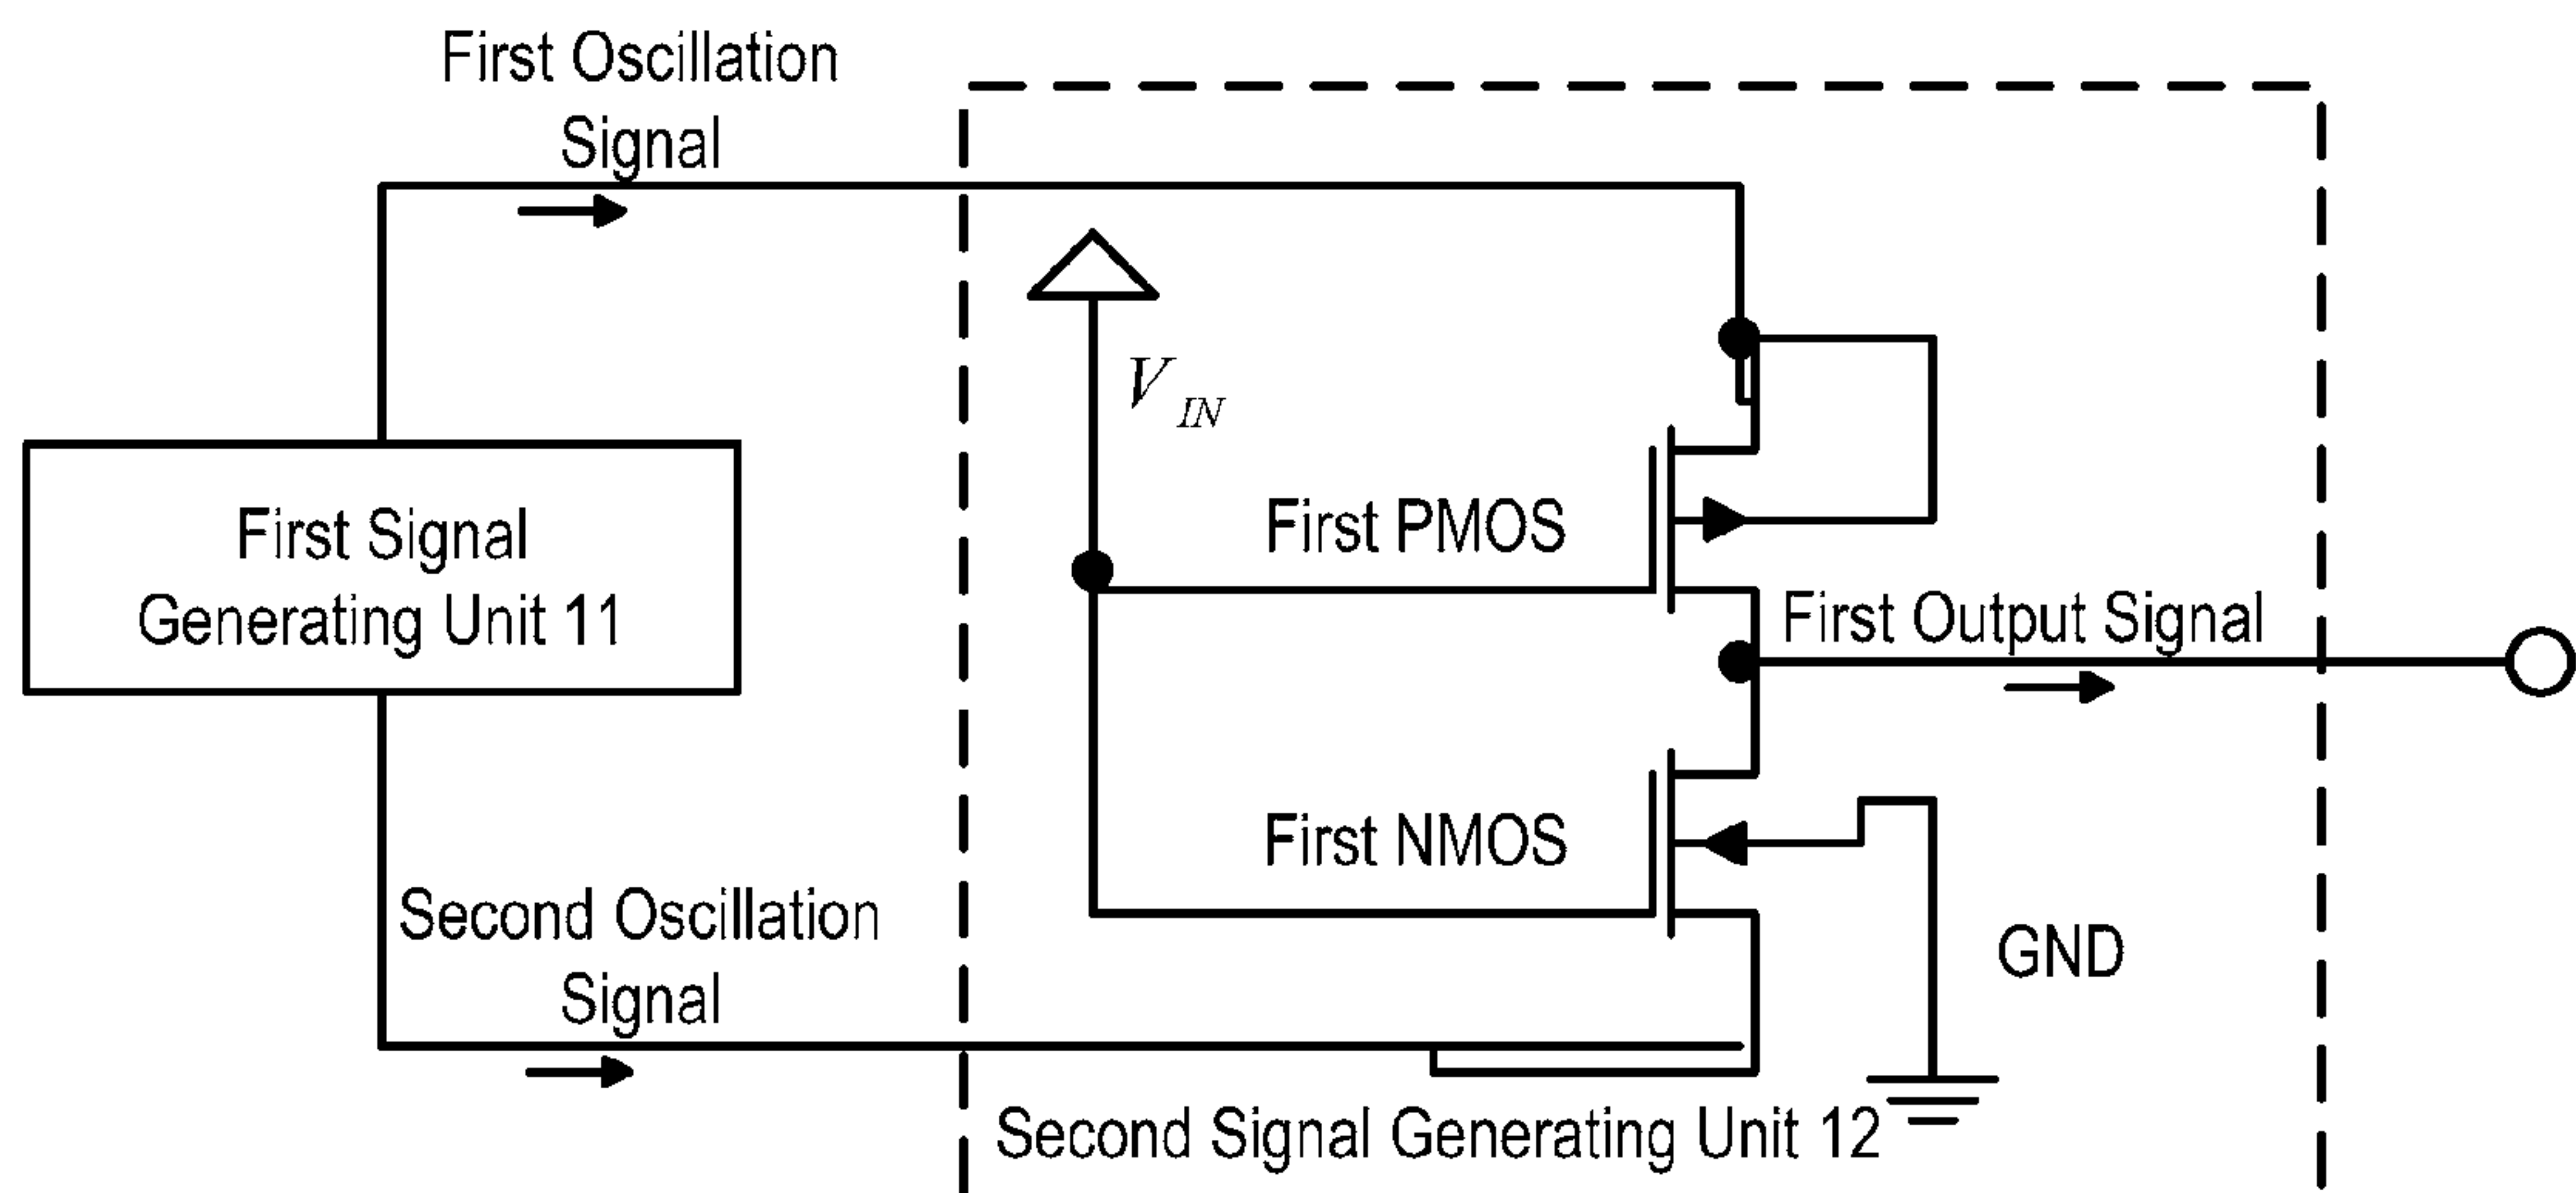 First Oscillation
Signal
V IN
First Signal
Generating Unit 11
First PMOS
First Output Signal
First NMOS
Second Oscillation
Signal
GND
Second Signal Generating Unit 12